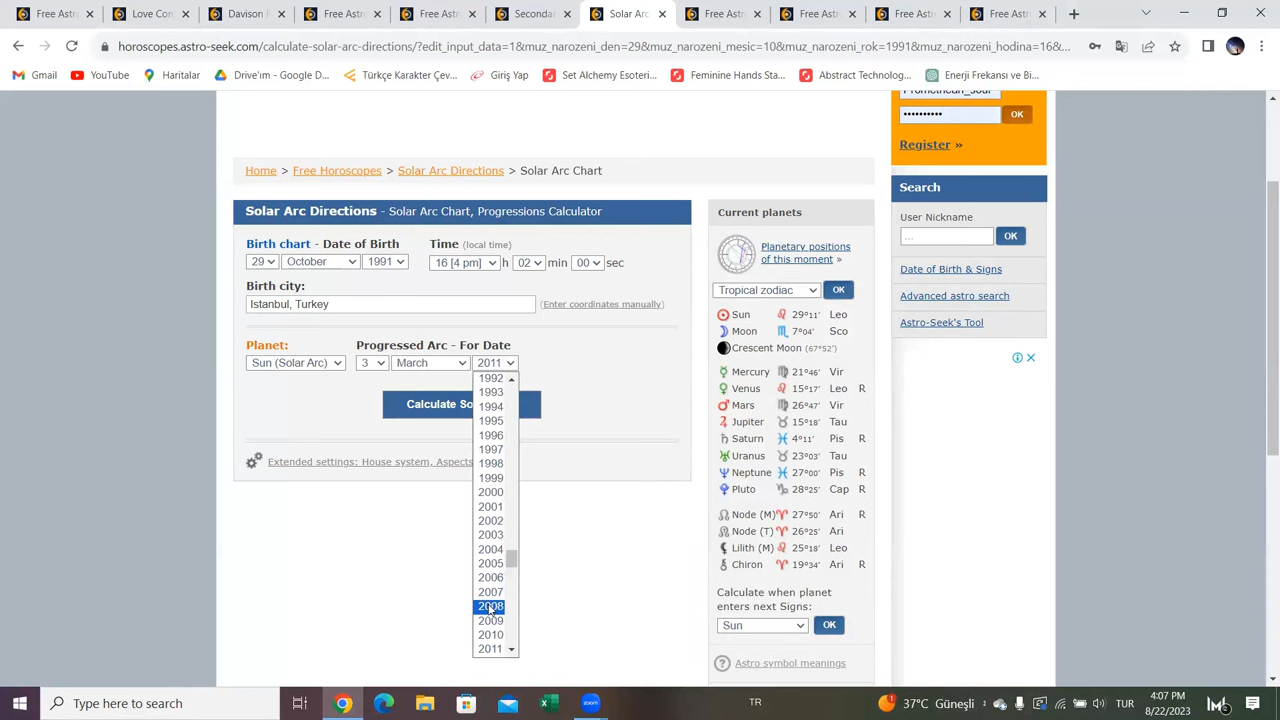 Free Astro
Love Con
Davison F
Free Astro
Free Astro
Secondar
Solar Arc
Free Astro
Free Astro
Free Astro
Free Astro
horoscopes.astro-seek.com/calculate-solar-arc-directions/?edit_input_data=1&muz_narozeni_den=29&muz_narozeni_mesic=10&muz_narozeni_rok=1991&muz_narozeni_hodina=16&...
Gmail YouTube Haritalar Drive'ım - Google D... Türkçe Karakter Çev... Giriş Yap Set Alchemy Esoteri... Feminine Hands Sta... Abstract Technolog... Enerji Frekansı ve Bi...
•••••••••• OK
Register »
Home > Free Horoscopes > Solar Arc Directions > Solar Arc Chart
Solar Arc Directions - Solar Arc Chart, Progressions Calculator
Birth chart - Date of Birth Time (local time)
29 October 1991 16 [4 pm] h 02 min 00 sec
Birth city:
Istanbul, Turkey (Enter coordinates manually)
Planet: Progressed Arc - For Date
Sun (Solar Arc) 3 March 2011
1992
1993
1994
1995
1996
1997
1998
1999
2000
2001
2002
2003
2004
2005
2006
2007
2008
2009
2010
2011
Calculate So
Extended settings: House system, Aspects
Current planets
Planetary positions
of this moment »
Tropical zodiac OK
Sun 29°11' Leo
Moon 7°04' Sco
Crescent Moon (67°52')
Mercury 21°46' Vir
Venus 15°17' Leo R
Mars 26°47' Vir
Jupiter 15°18' Tau
Saturn 4°11' Pis R
Uranus 23°03' Tau
Neptune 27°00' Pis R
Pluto 28°25' Cap R
Node (M) 27°50' Ari R
Node (T) 26°25' Ari
Lilith (M) 25°18' Leo
Chiron 19°34' Ari R
Calculate when planet
enters next Signs:
Sun OK
? Astro symbol meanings
Search
User Nickname
... OK
Date of Birth & Signs
Advanced astro search
Astro-Seek's Tool
Type here to search
zoom
TR
37°C Güneşli
TUR
4:07 PM
8/22/2023